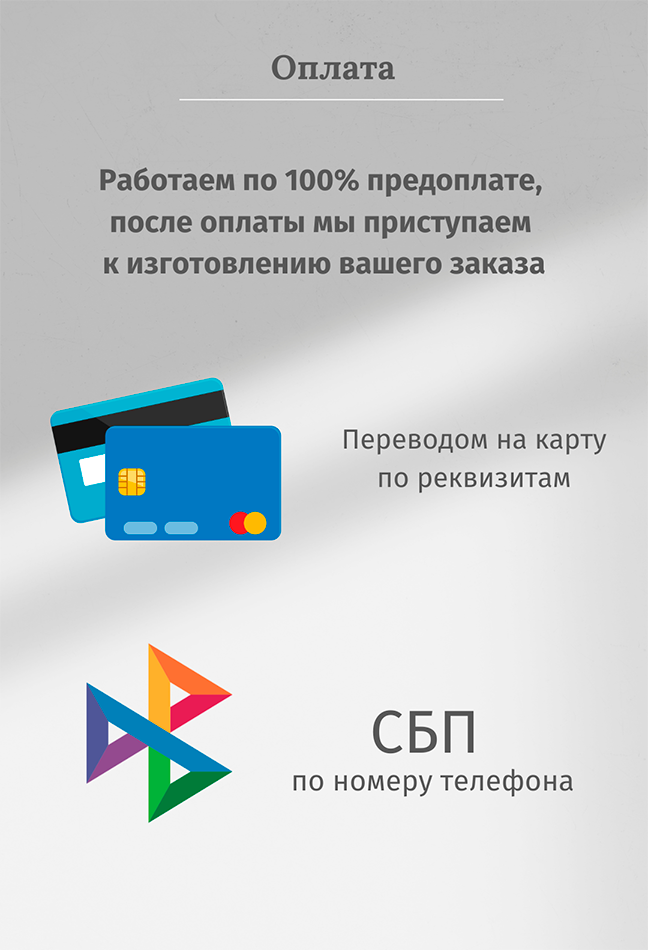 Оплата
Работаем по 100% предоплате,
после оплаты мы приступаем
к изготовлению вашего заказа
Переводом на карту
по реквизитам
СБП
по номеру телефона